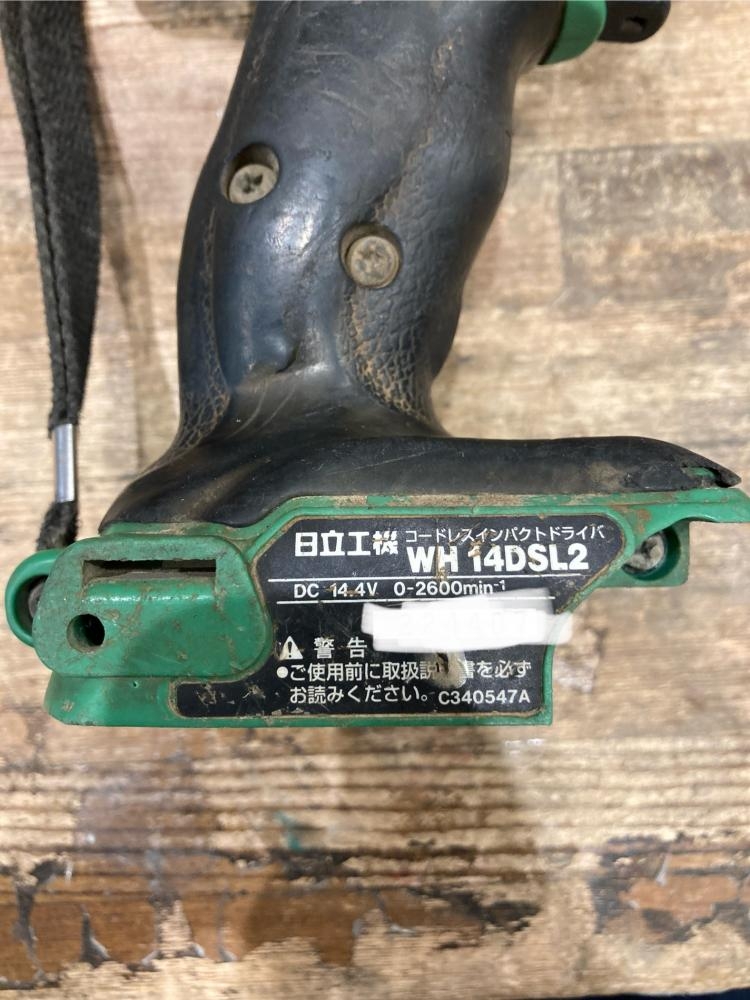 日立工機 コードレスインパクトドライバ
WH 14DSL2
DC 14.4V 0-2600min⁻¹
警告
●ご使用前に取扱説 書を必ず
お読みください。 C340547A